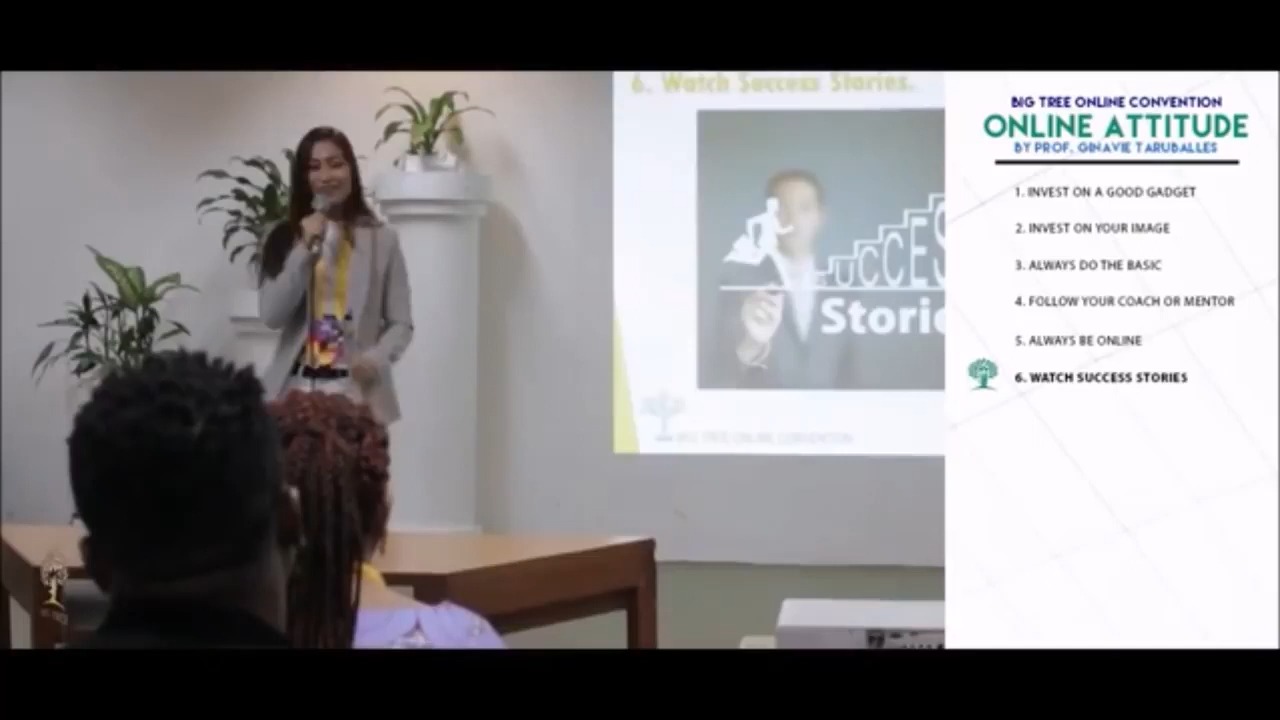 6. Watch Success Stories.
UCCES
Storie
BIG TREE ONLINE CONVENTION
BIG TREE ONLINE CONVENTION
ONLINE ATTITUDE
BY PROF. GINAVIE TARUBALLES
1. INVEST ON A GOOD GADGET
2. INVEST ON YOUR IMAGE
3. ALWAYS DO THE BASIC
4. FOLLOW YOUR COACH OR MENTOR
5. ALWAYS BE ONLINE
6. WATCH SUCCESS STORIES